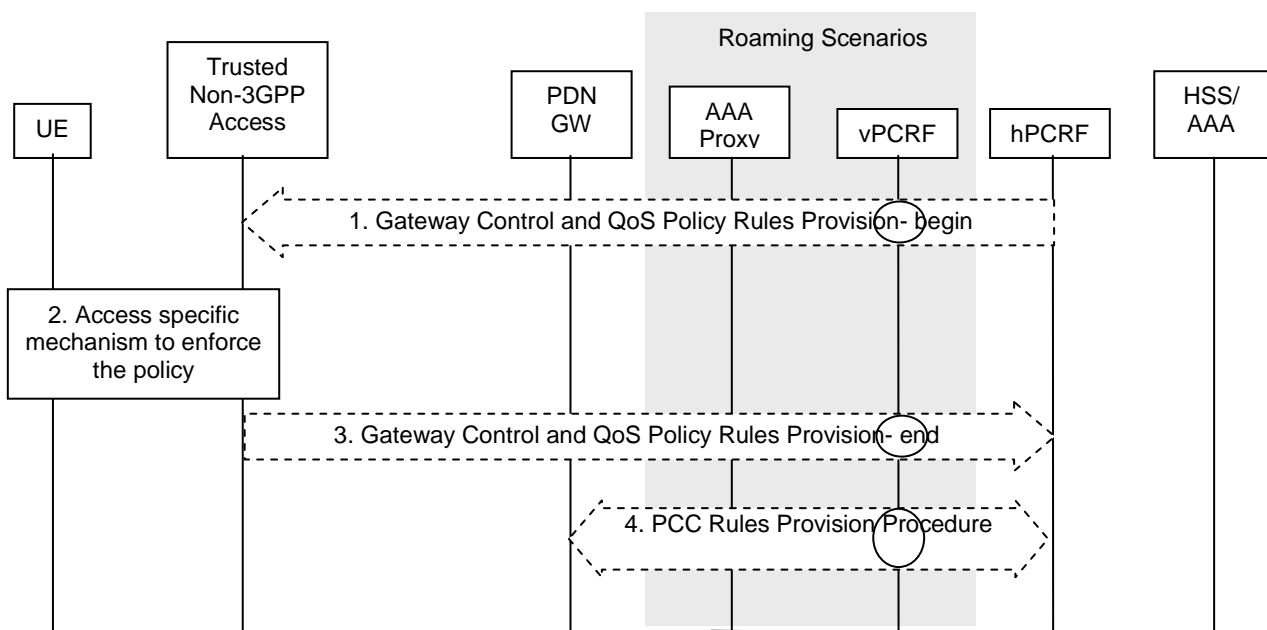 Roaming Scenarios
UE
Trusted
Non-3GPP
Access
PDN
GW
AAA
Proxv
vPCRF
hPCRF
HSS/
AAA
1. Gateway Control and QoS Policy Rules Provision- begin
2. Access specific
mechanism to enforce
the policy
3. Gateway Control and QoS Policy Rules Provision- end
4. PCC Rules Provision Procedure